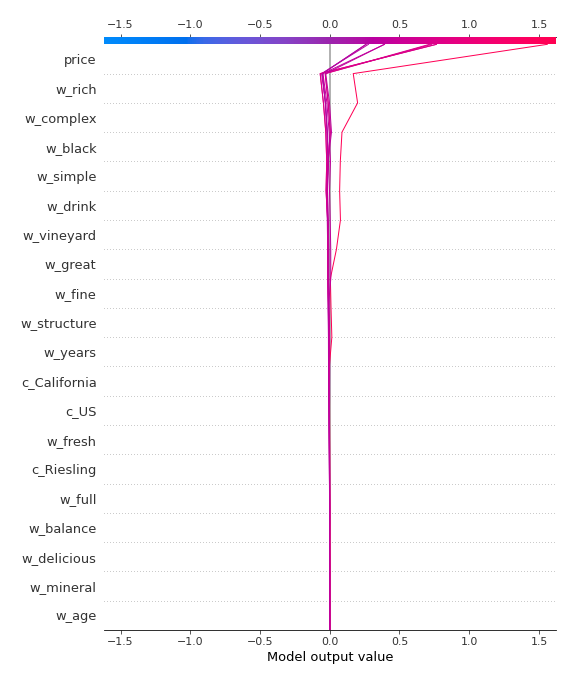 −1.5 −1.0 −0.5 0.0 0.5 1.0 1.5
price
w_rich
w_complex
w_black
w_simple
w_drink
w_vineyard
w_great
w_fine
w_structure
w_years
c_California
c_US
w_fresh
c_Riesling
w_full
w_balance
w_delicious
w_mineral
w_age
−1.5 −1.0 −0.5 0.0 0.5 1.0 1.5
Model output value